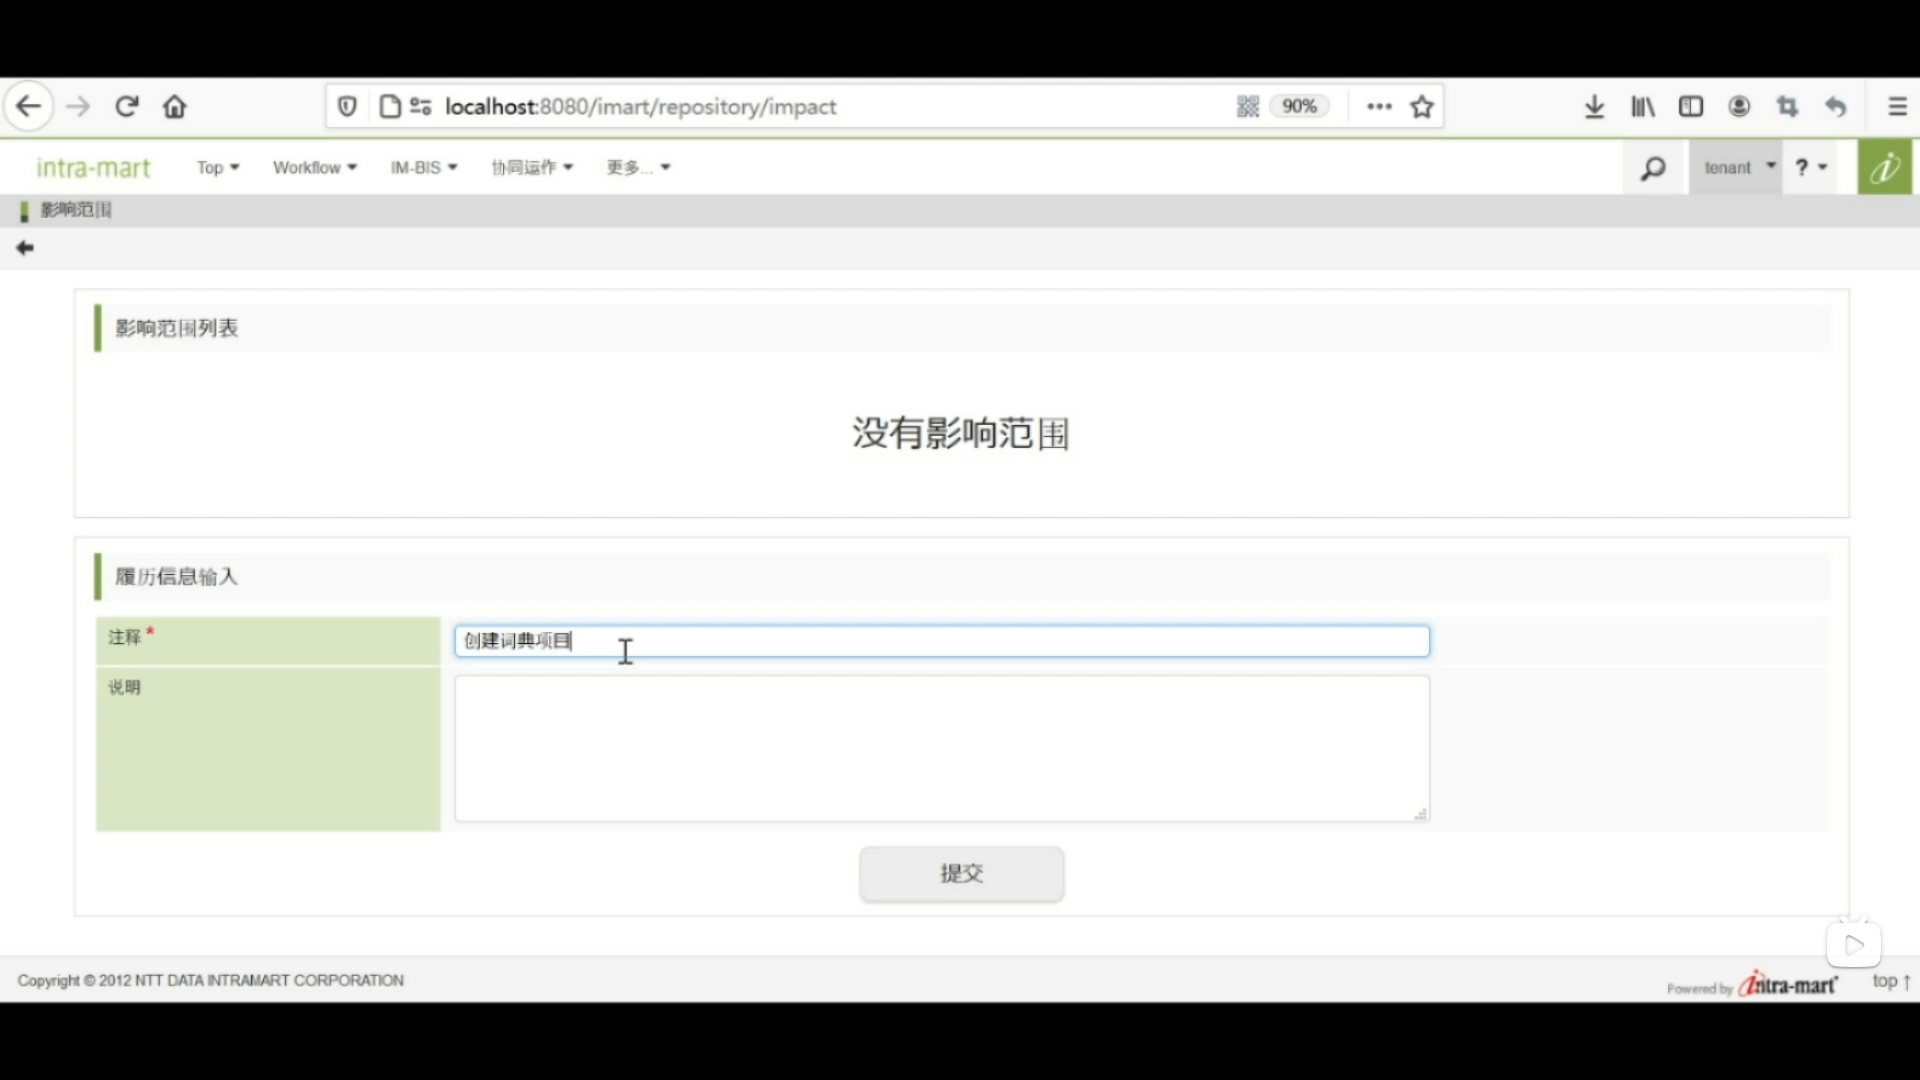 localhost:8080/imart/repository/impact
90%
intra-mart Top Workflow IM-BIS 协同运作 更多... tenant ?
影响范围
影响范围列表
没有影响范围
履历信息输入
注释* 创建词典项目
说明
提交
Copyright © 2012 NTT DATA INTRAMART CORPORATION
Powered by intra-mart top ↑